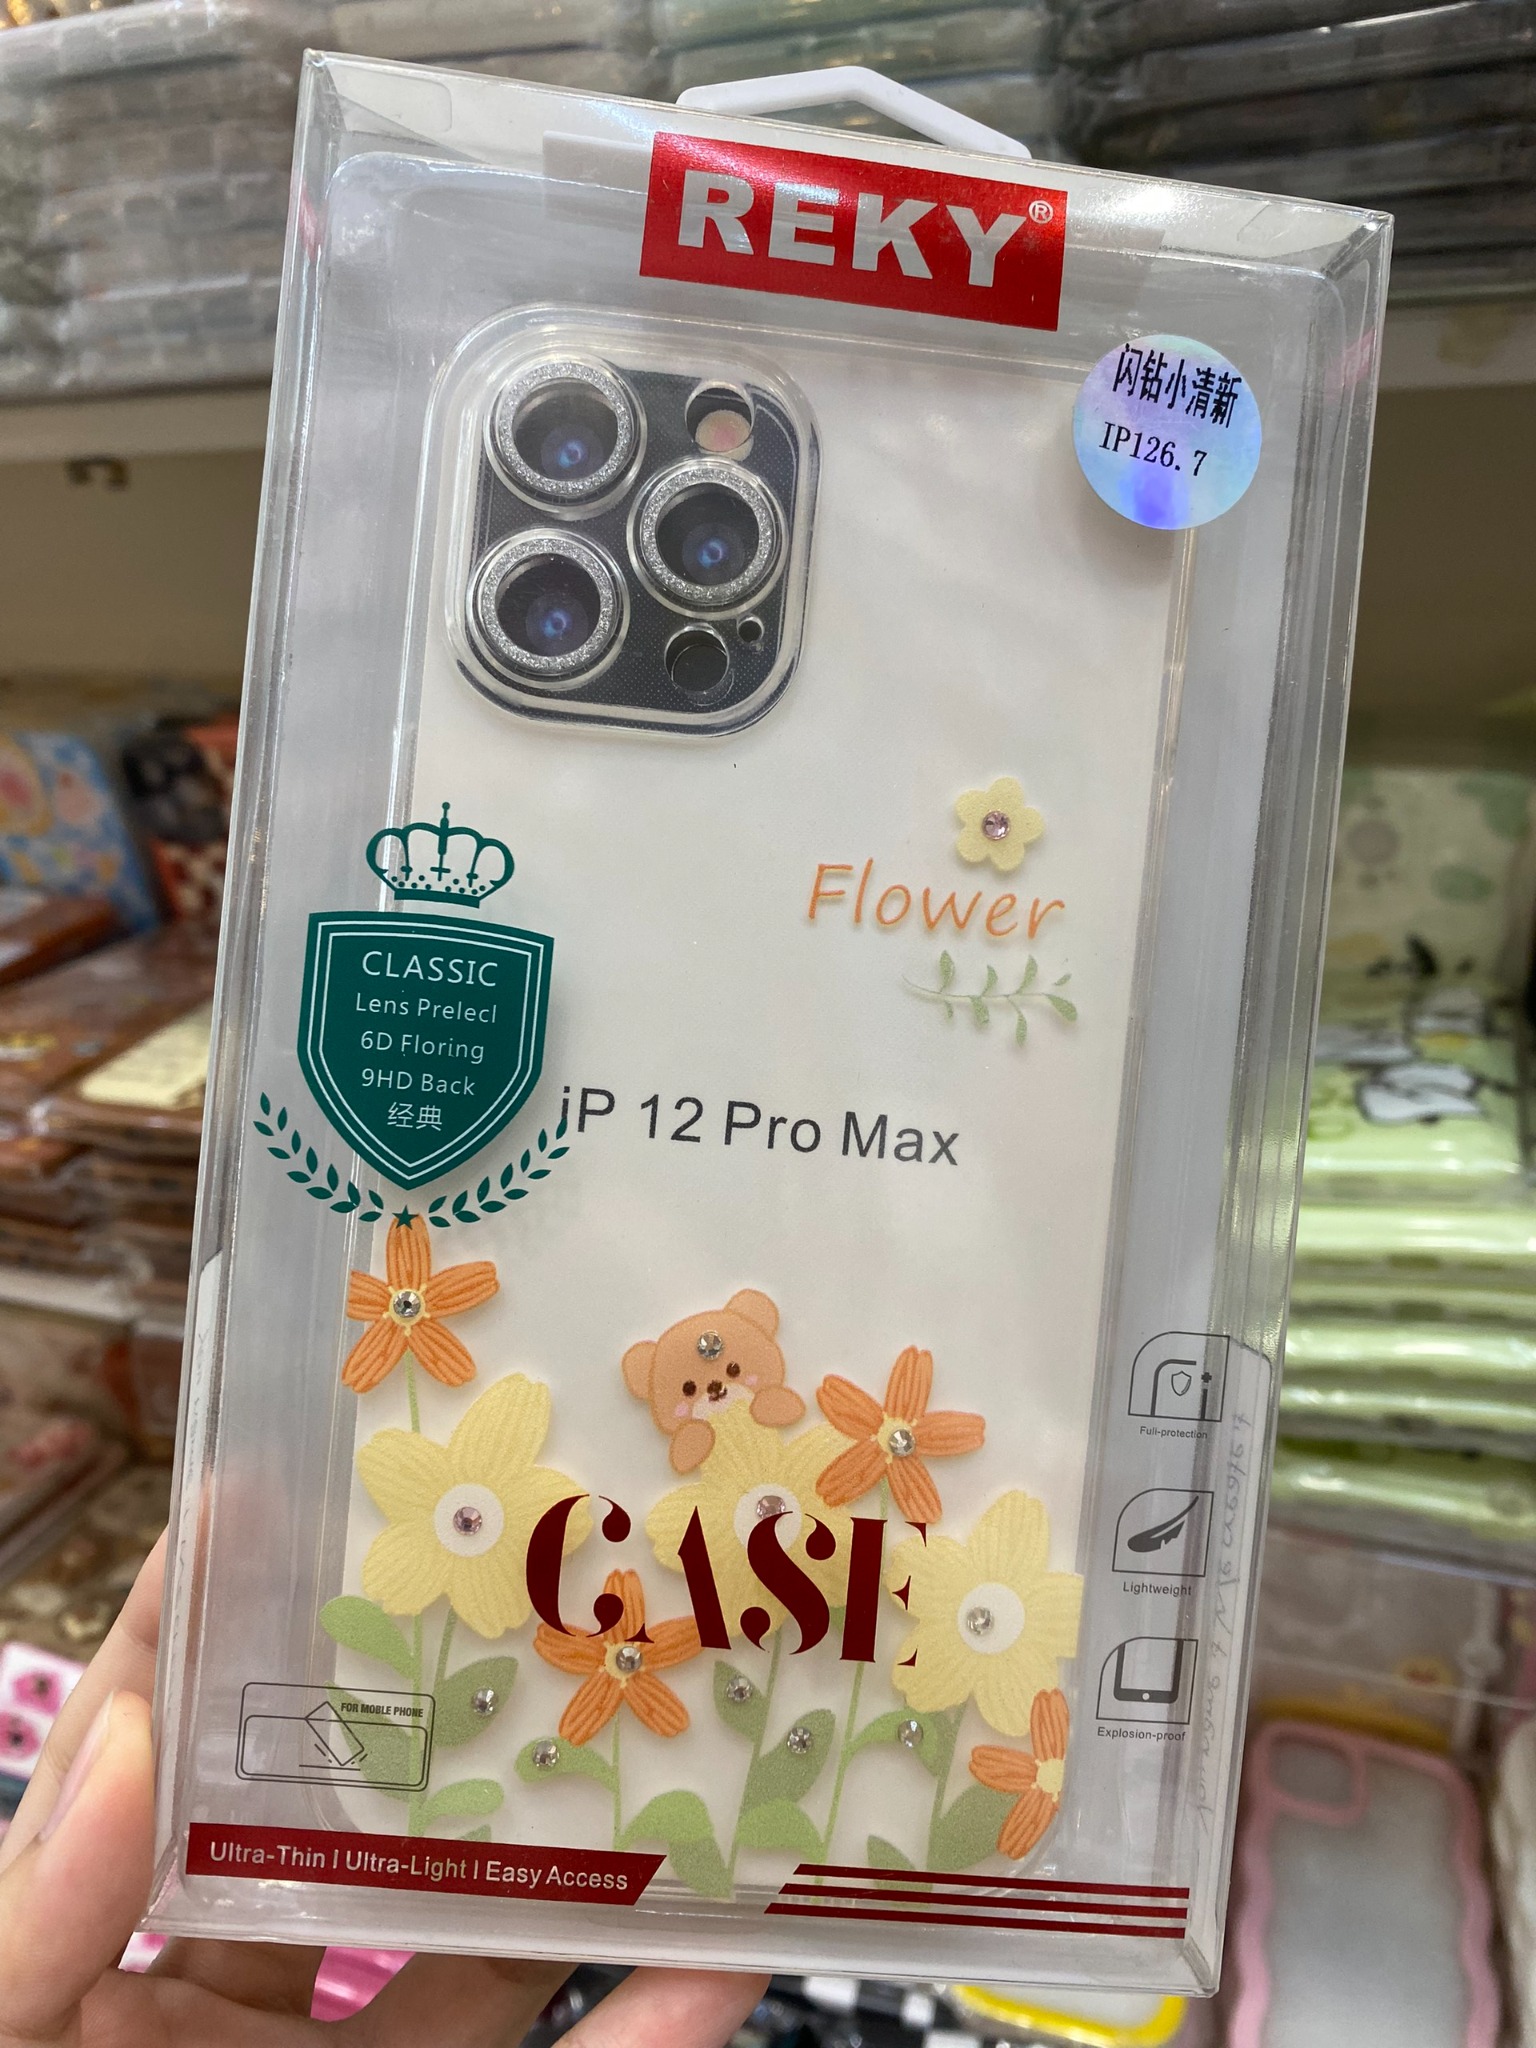 REKY®
闪钻小清新
IP126.7
Flower
CLASSIC
Lens Prelecl
6D Floring
9HD Back
经典
iP 12 Pro Max
Full-protection
CASE
Lightweight
FOR MOBLE PHONE
Explosion-proof
Ultra-Thin I Ultra-Light I Easy Access